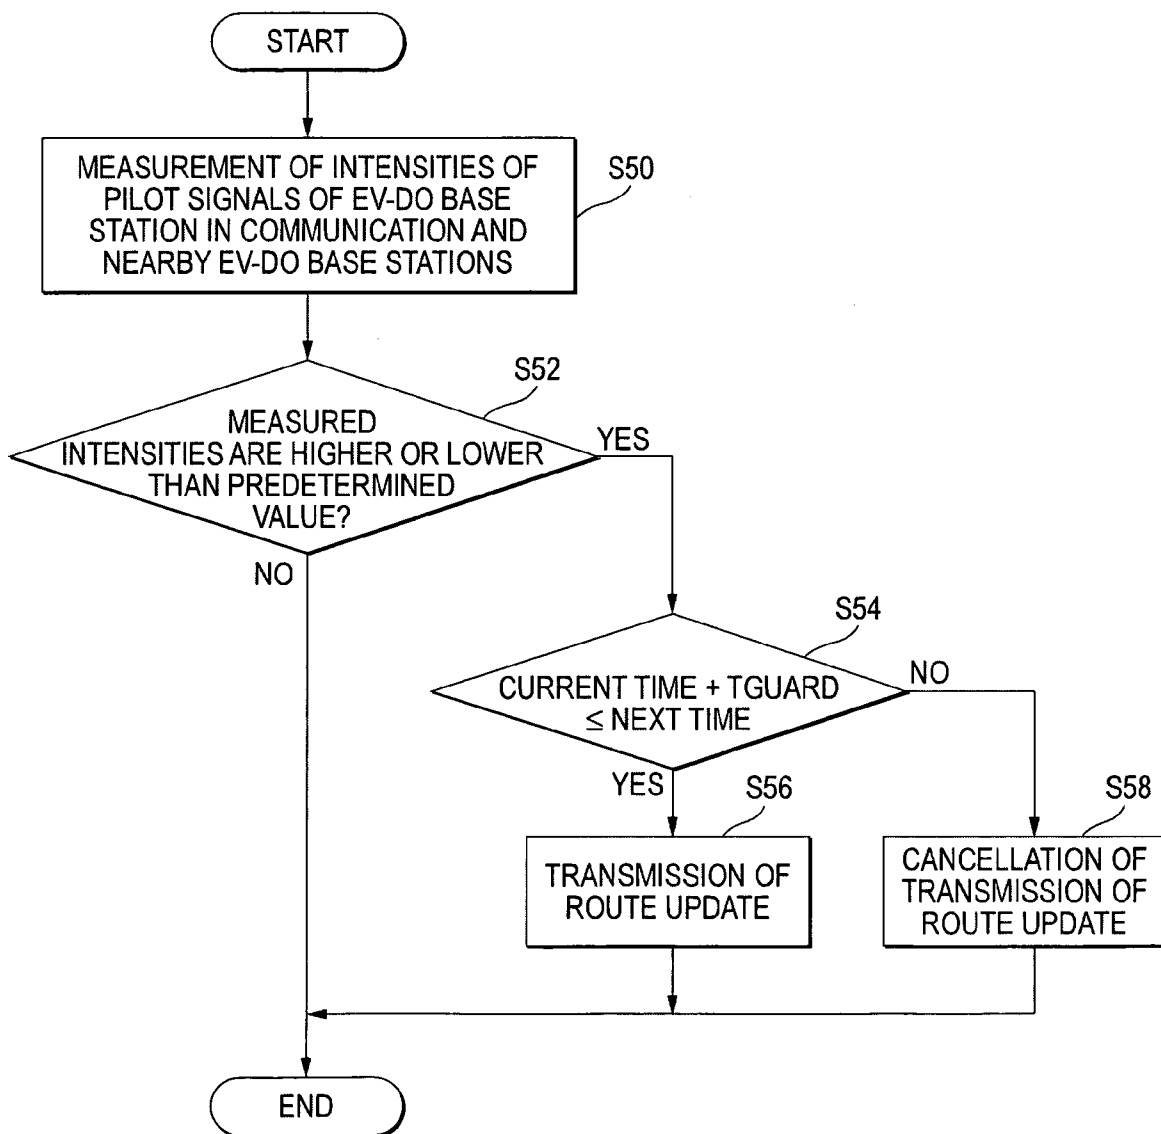 START
MEASUREMENT OF INTENSITIES OF
PILOT SIGNALS OF EV-DO BASE
STATION IN COMMUNICATION AND
NEARBY EV-DO BASE STATIONS
S50
S52
MEASURED
INTENSITIES ARE HIGHER OR LOWER
THAN PREDETERMINED
VALUE?
YES
NO
S54
CURRENT TIME + TGUARD
≤ NEXT TIME
NO
YES
S56
TRANSMISSION OF
ROUTE UPDATE
S58
CANCELLATION OF
TRANSMISSION OF
ROUTE UPDATE
END